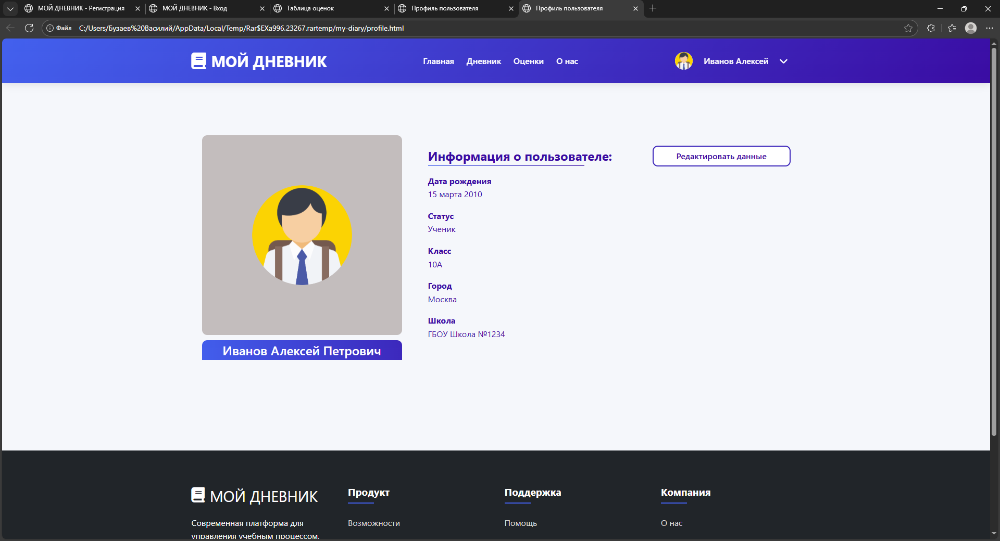 МОЙ ДНЕВНИК - Регистрация
МОЙ ДНЕВНИК - Вход
Таблица оценок
Профиль пользователя
Профиль пользователя
Файл C:/Users/Бузаев%20Василий/AppData/Local/Temp/Rar$EXa996.23267.rartemp/my-diary/profile.html
МОЙ ДНЕВНИК
Главная Дневник Оценки О нас
Иванов Алексей
Информация о пользователе:
Редактировать данные
Дата рождения
15 марта 2010
Статус
Ученик
Класс
10А
Город
Москва
Школа
ГБОУ Школа №1234
Иванов Алексей Петрович
МОЙ ДНЕВНИК
Современная платформа для
управления учебным процессом.
Продукт
Возможности
Поддержка
Помощь
Компания
О нас